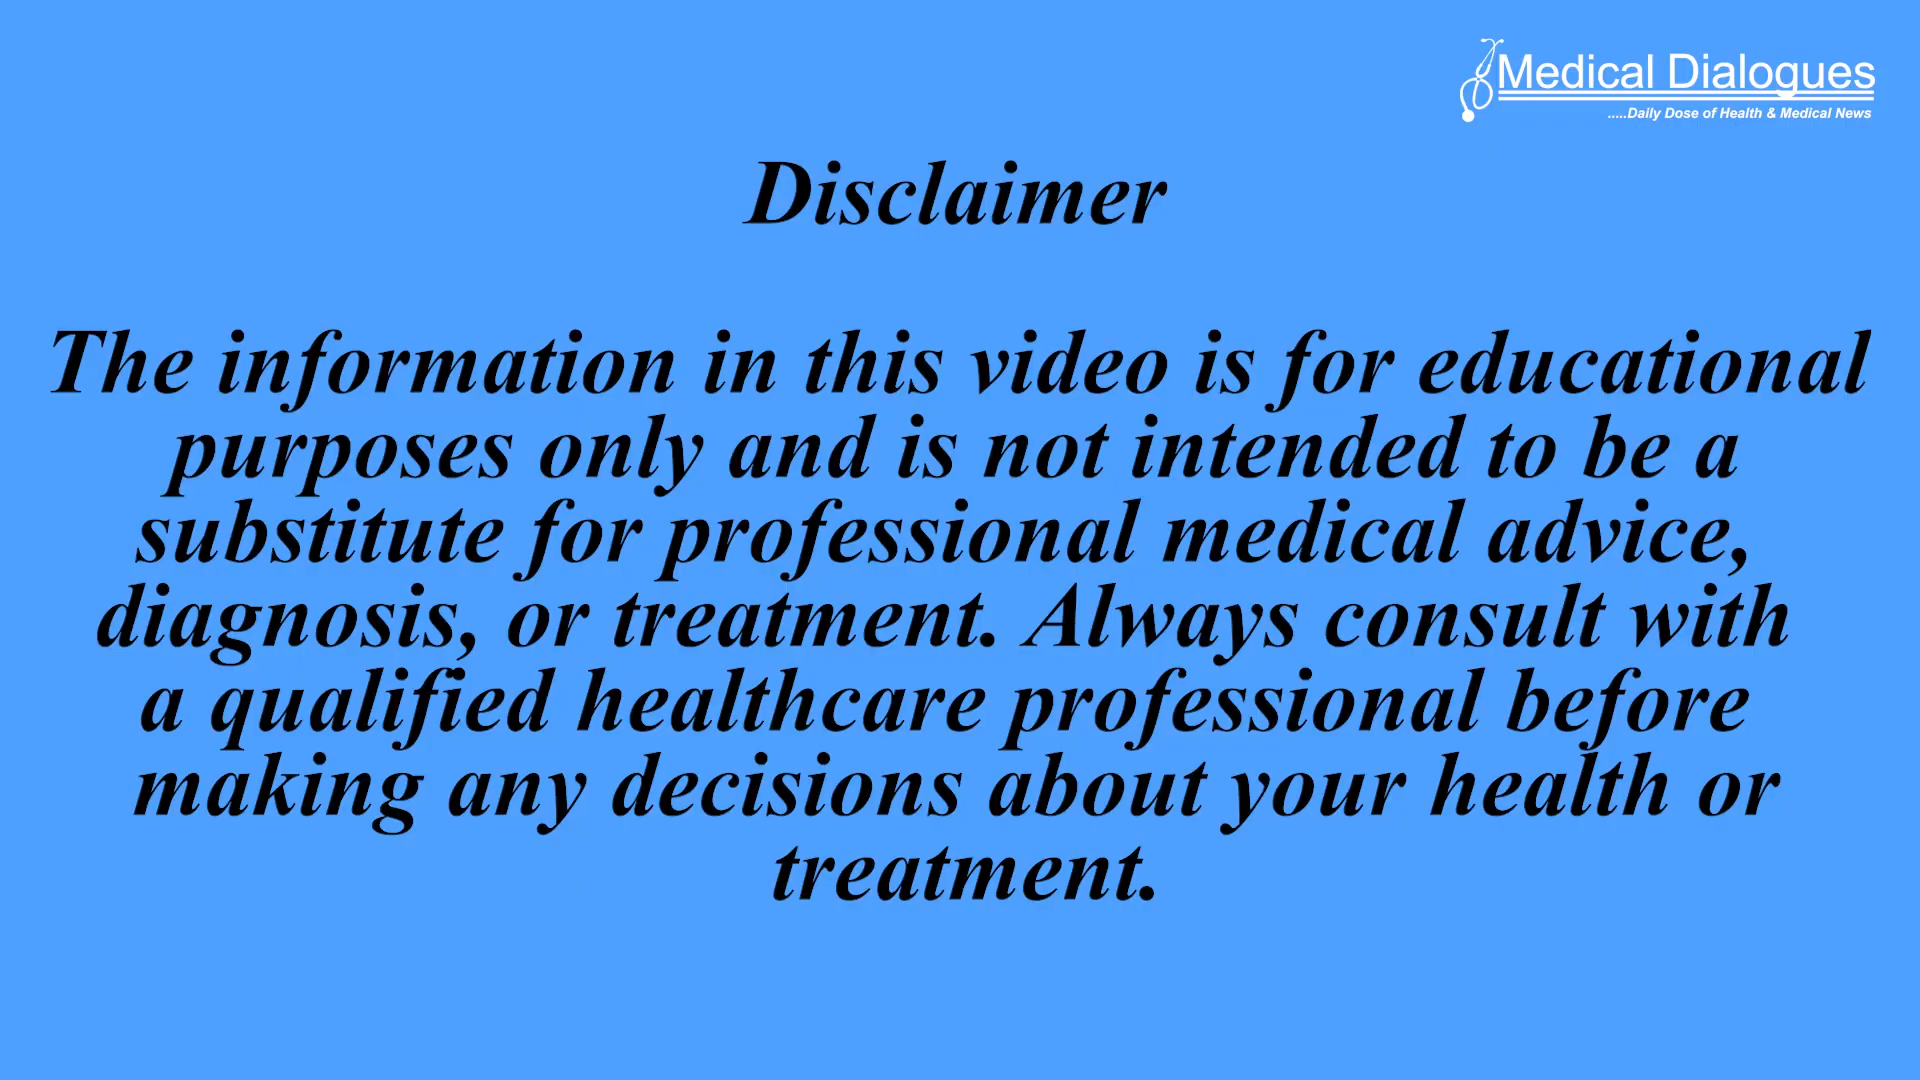 Medical Dialogues
.....Daily Dose of Health & Medical News
Disclaimer
The information in this video is for educational
purposes only and is not intended to be a
substitute for professional medical advice,
diagnosis, or treatment. Always consult with
a qualified healthcare professional before
making any decisions about your health or
treatment.